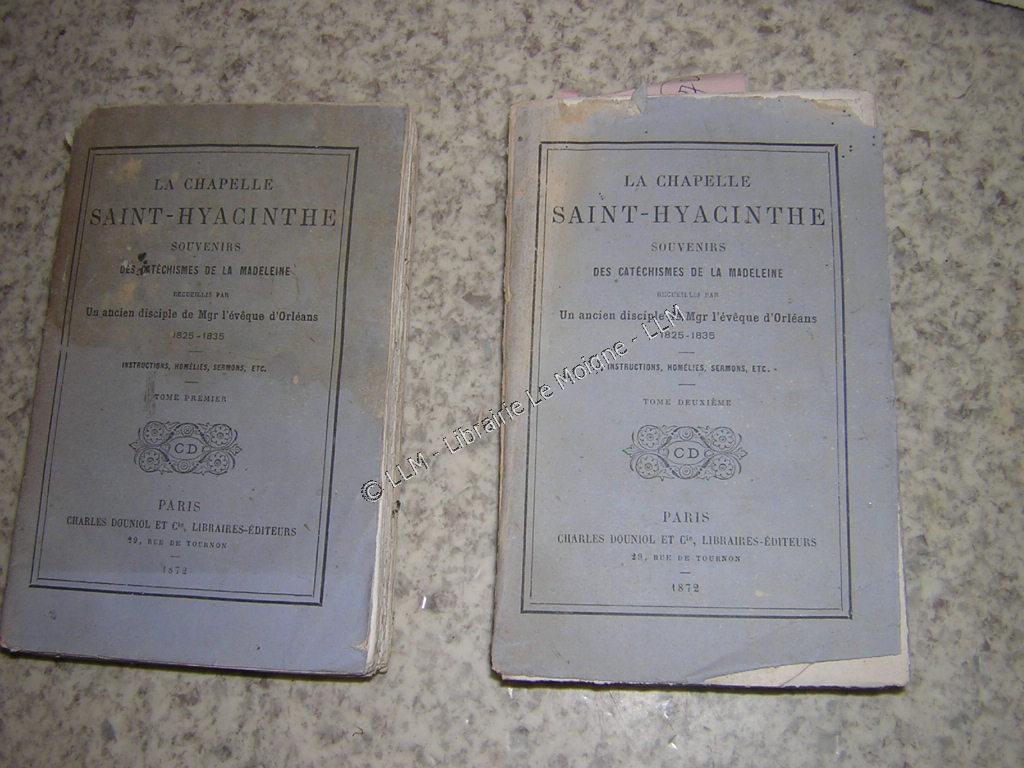 LA CHAPELLE
SAINT-HYACINTHE
SOUVENIRS
DES CATÉCHISMES DE LA MADELEINE
RECUEILLIS PAR
Un ancien disciple de Mgr l'évêque d'Orléans
1825-1835
INSTRUCTIONS, HOMÉLIES, SERMONS, ETC.
TOME PREMIER
CD
PARIS
CHARLES DOUNIOL ET Cie, LIBRAIRES-ÉDITEURS
29, RUE DE TOURNON
1872
LA CHAPELLE
SAINT-HYACINTHE
SOUVENIRS
DES CATÉCHISMES DE LA MADELEINE
RECUEILLIS PAR
Un ancien disciple de Mgr l'évêque d'Orléans
1825-1835
INSTRUCTIONS, HOMÉLIES, SERMONS, ETC.
TOME DEUXIÈME
CD
PARIS
CHARLES DOUNIOL ET Cie, LIBRAIRES-ÉDITEURS
29, RUE DE TOURNON
1872
© LLM - Librairie Le Moigne - LLM